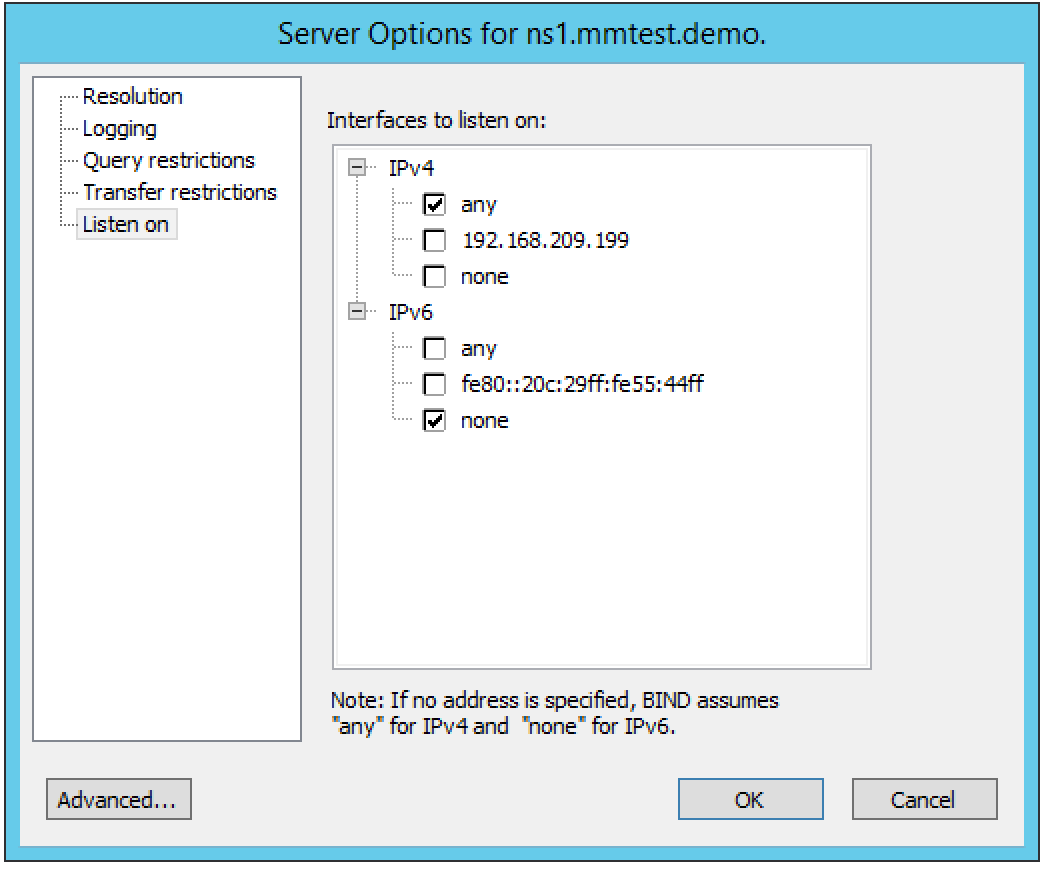 Server Options for ns1.mmtest.demo.
Resolution
Logging
Query restrictions
Transfer restrictions
Listen on
Interfaces to listen on:
IPv4
any
192.168.209.199
none
IPv6
any
fe80::20c:29ff:fe55:44ff
none
Note: If no address is specified, BIND assumes
"any" for IPv4 and "none" for IPv6.
Advanced...
OK
Cancel